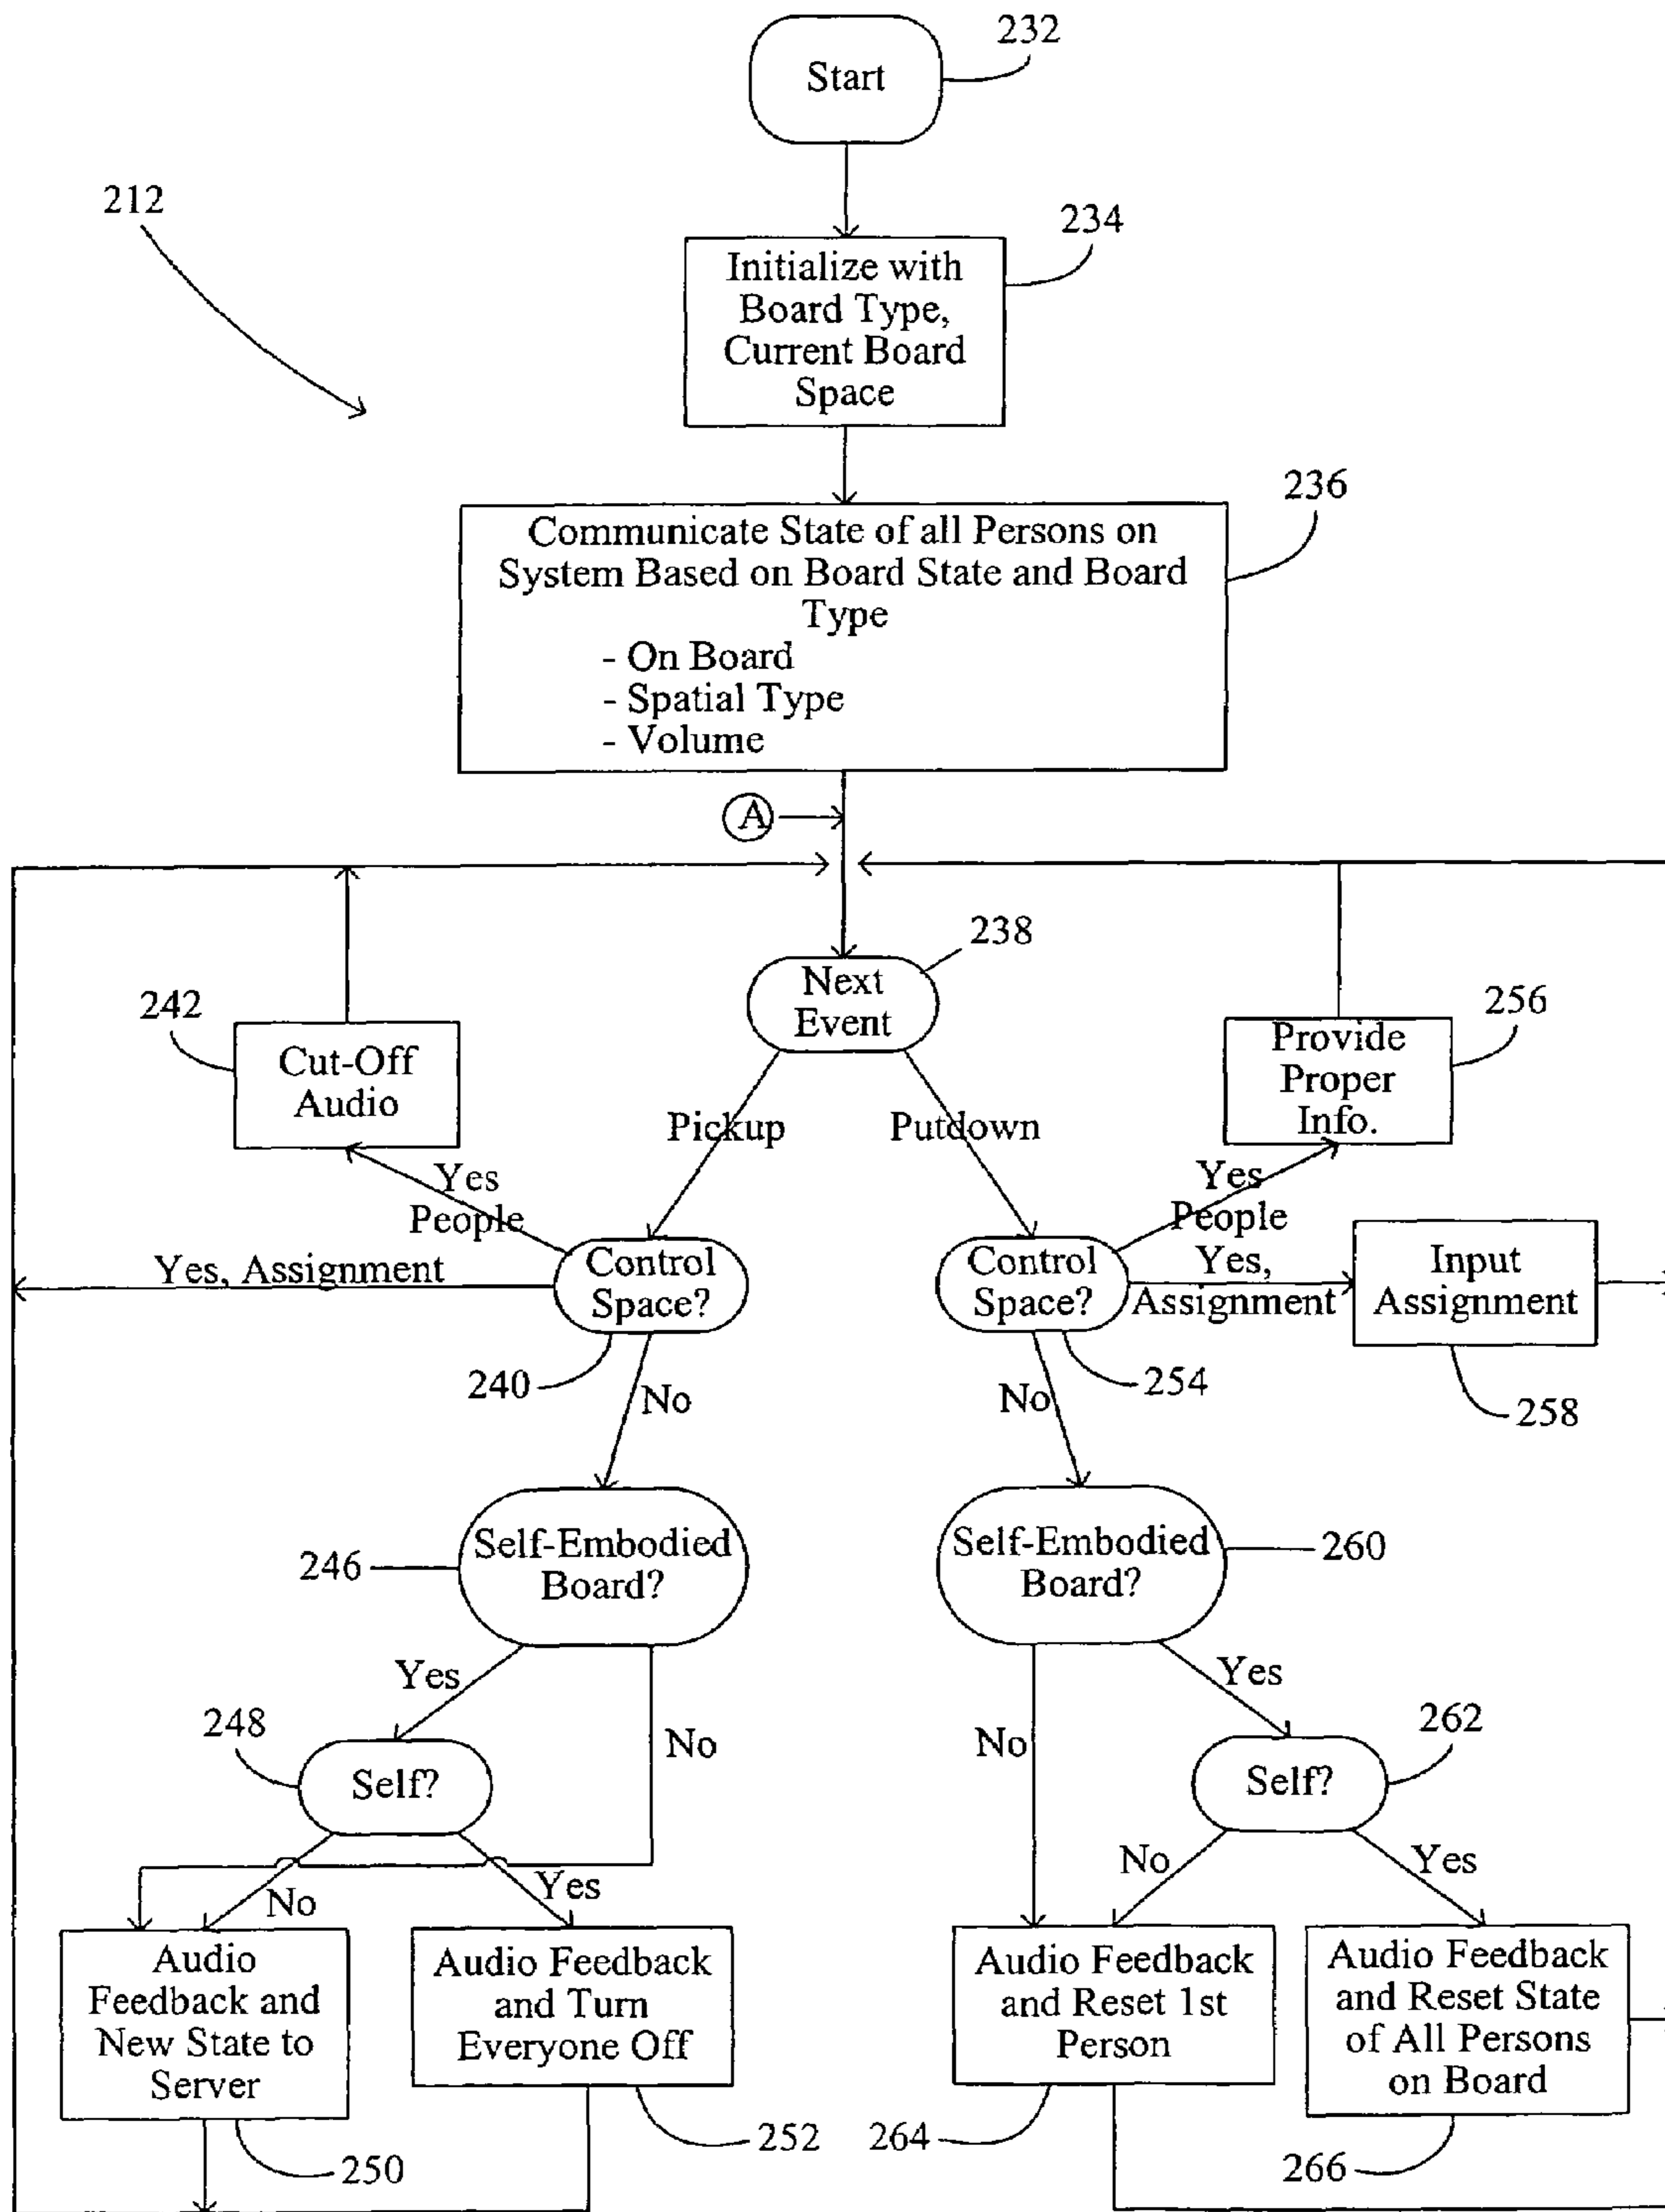 232
Start
212
234
Initialize with
Board Type,
Current Board
Space
236
Communicate State of all Persons on
System Based on Board State and Board
Type
- On Board
- Spatial Type
- Volume
A
238
Next
Event
242
Cut-Off
Audio
256
Provide
Proper
Info.
Pickup
Putdown
Yes
People
Yes
People
Yes, Assignment
Control
Space?
Control
Space?
Yes,
Assignment
Input
Assignment
240
No
No
254
258
246
Self-Embodied
Board?
Self-Embodied
Board?
260
Yes
No
No
Yes
248
Self?
262
Self?
No
Yes
No
Yes
Audio
Feedback and
New State to
Server
Audio Feedback
and Turn
Everyone Off
Audio Feedback
and Reset 1st
Person
Audio Feedback
and Reset State
of All Persons
on Board
250
252
264
266